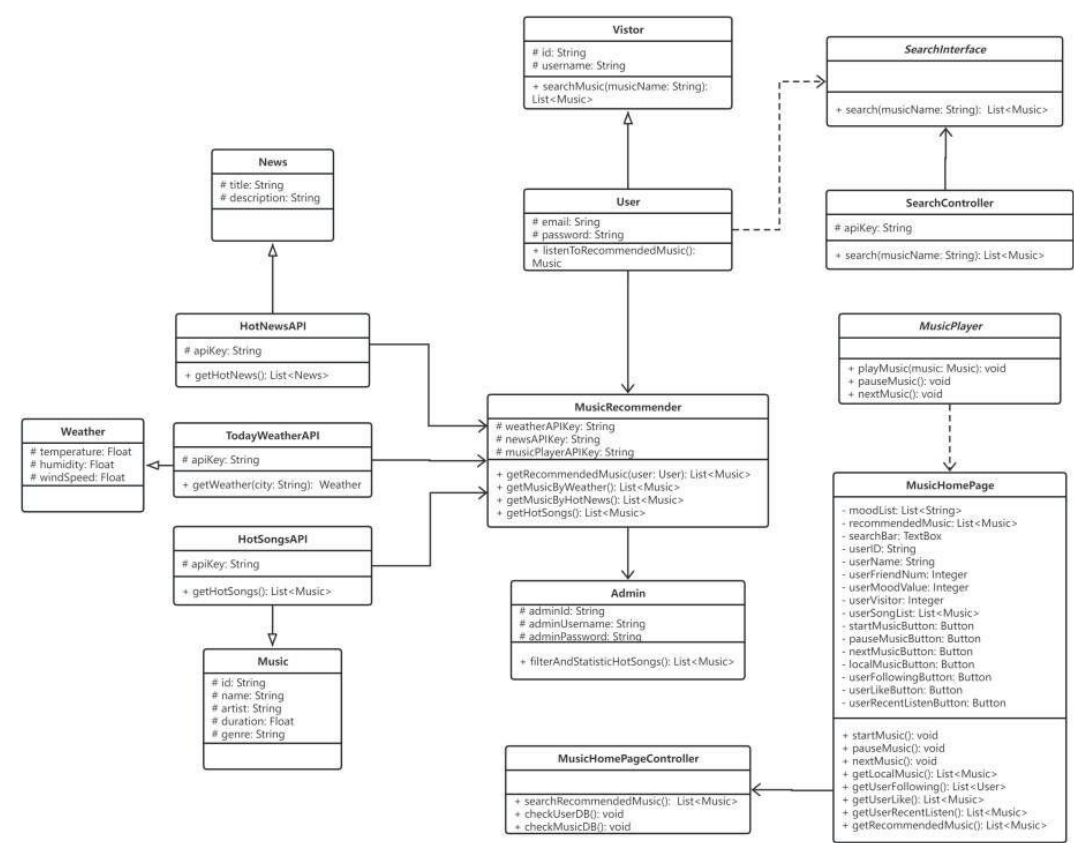 Vistor
# id: String
# username: String
+ searchMusic(musicName: String):
List<Music>
SearchInterface
+ search(musicName: String): List<Music>
News
# title: String
# description: String
User
# email: Sring
# password: String
+ listenToRecommendedMusic():
Music
SearchController
# apiKey: String
+ search(musicName: String): List<Music>
HotNewsAPI
# apiKey: String
+ getHotNews(): List<News>
MusicPlayer
+ playMusic(music: Music): void
+ pauseMusic(): void
+ nextMusic(): void
Weather
# temperature: Float
# humidity: Float
# windSpeed: Float
TodayWeatherAPI
# apiKey: String
+ getWeather(city: String): Weather
MusicRecommender
# weatherAPIKey: String
# newsAPIKey: String
# musicPlayerAPIKey: String
+ getRecommendedMusic(user: User): List<Music>
+ getMusicByWeather(): List<Music>
+ getMusicByHotNews(): List<Music>
+ getHotSongs(): List<Music>
HotSongsAPI
# apiKey: String
+ getHotSongs(): List<Music>
Music
# id: String
# name: String
# artist: String
# duration: Float
# genre: String
Admin
# adminId: String
# adminUsername: String
# adminPassword: String
+ filterAndStatisticHotSongs(): List<Music>
MusicHomePage
- moodList: List<String>
- recommendedMusic: List<Music>
- searchBar: TextBox
- userID: String
- userName: String
- userFriendNum: Integer
- userMoodValue: Integer
- userVisitor: Integer
- userSongList: List<Music>
- startMusicButton: Button
- pauseMusicButton: Button
- nextMusicButton: Button
- localMusicButton: Button
- userFollowingButton: Button
- userLikeButton: Button
- userRecentListenButton: Button
+ startMusic(): void
+ pauseMusic(): void
+ nextMusic(): void
+ getLocalMusic(): List<Music>
+ getUserFollowing(): List<User>
+ getUserLike(): List<Music>
+ getUserRecentListen(): List<Music>
+ getRecommendedMusic(): List<Music>
MusicHomePageController
+ searchRecommendedMusic(): List<Music>
+ checkUserDB(): void
+ checkMusicDB(): void